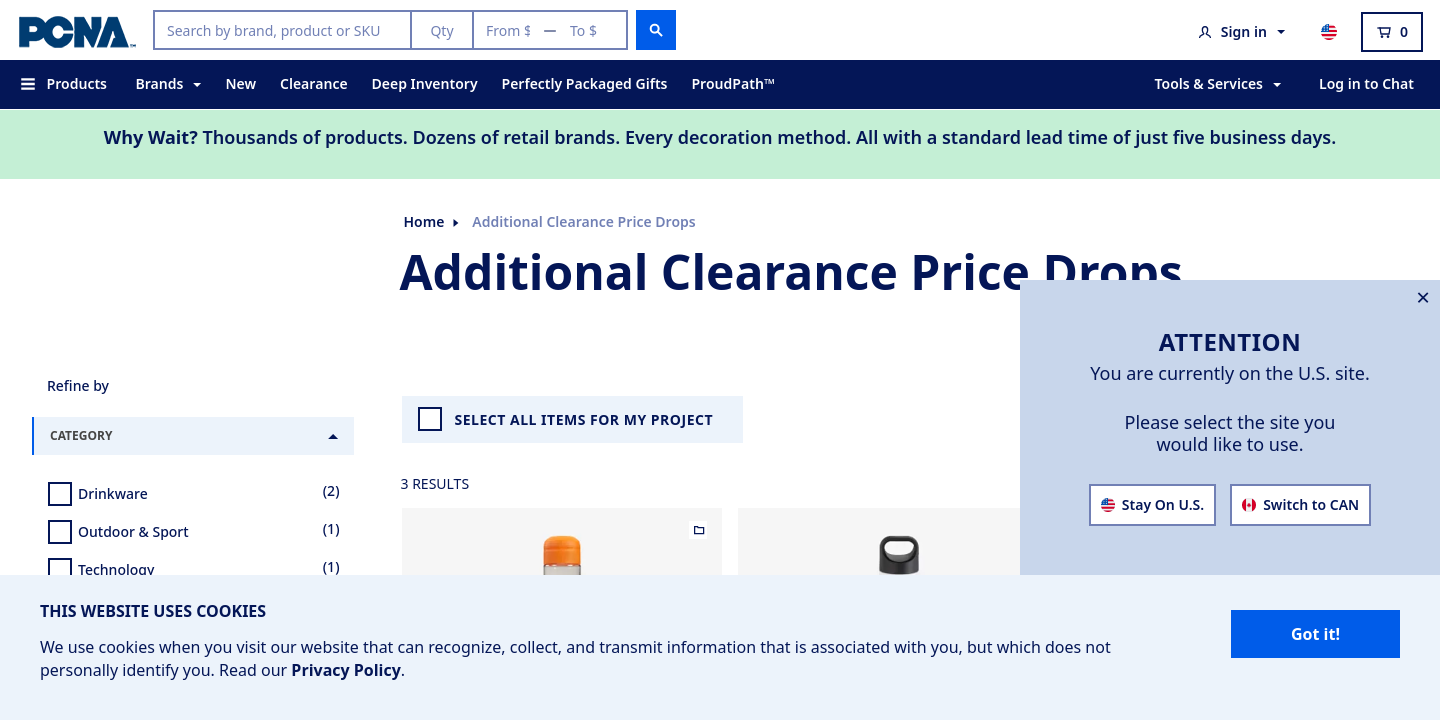 PCNA™
Search by brand, product or SKU
Qty
From $ — To $
Sign in
0
Products
Brands
New
Clearance
Deep Inventory
Perfectly Packaged Gifts
ProudPath™
Tools & Services
Log in to Chat
Why Wait? Thousands of products. Dozens of retail brands. Every decoration method. All with a standard lead time of just five business days.
Home
Additional Clearance Price Drops
Additional Clearance Price Drops
ATTENTION
You are currently on the U.S. site.
Please select the site you
would like to use.
Stay On U.S.
Switch to CAN
Refine by
CATEGORY
Drinkware (2)
Outdoor & Sport (1)
Technology (1)
SELECT ALL ITEMS FOR MY PROJECT
3 RESULTS
THIS WEBSITE USES COOKIES
We use cookies when you visit our website that can recognize, collect, and transmit information that is associated with you, but which does not
personally identify you. Read our Privacy Policy.
Got it!